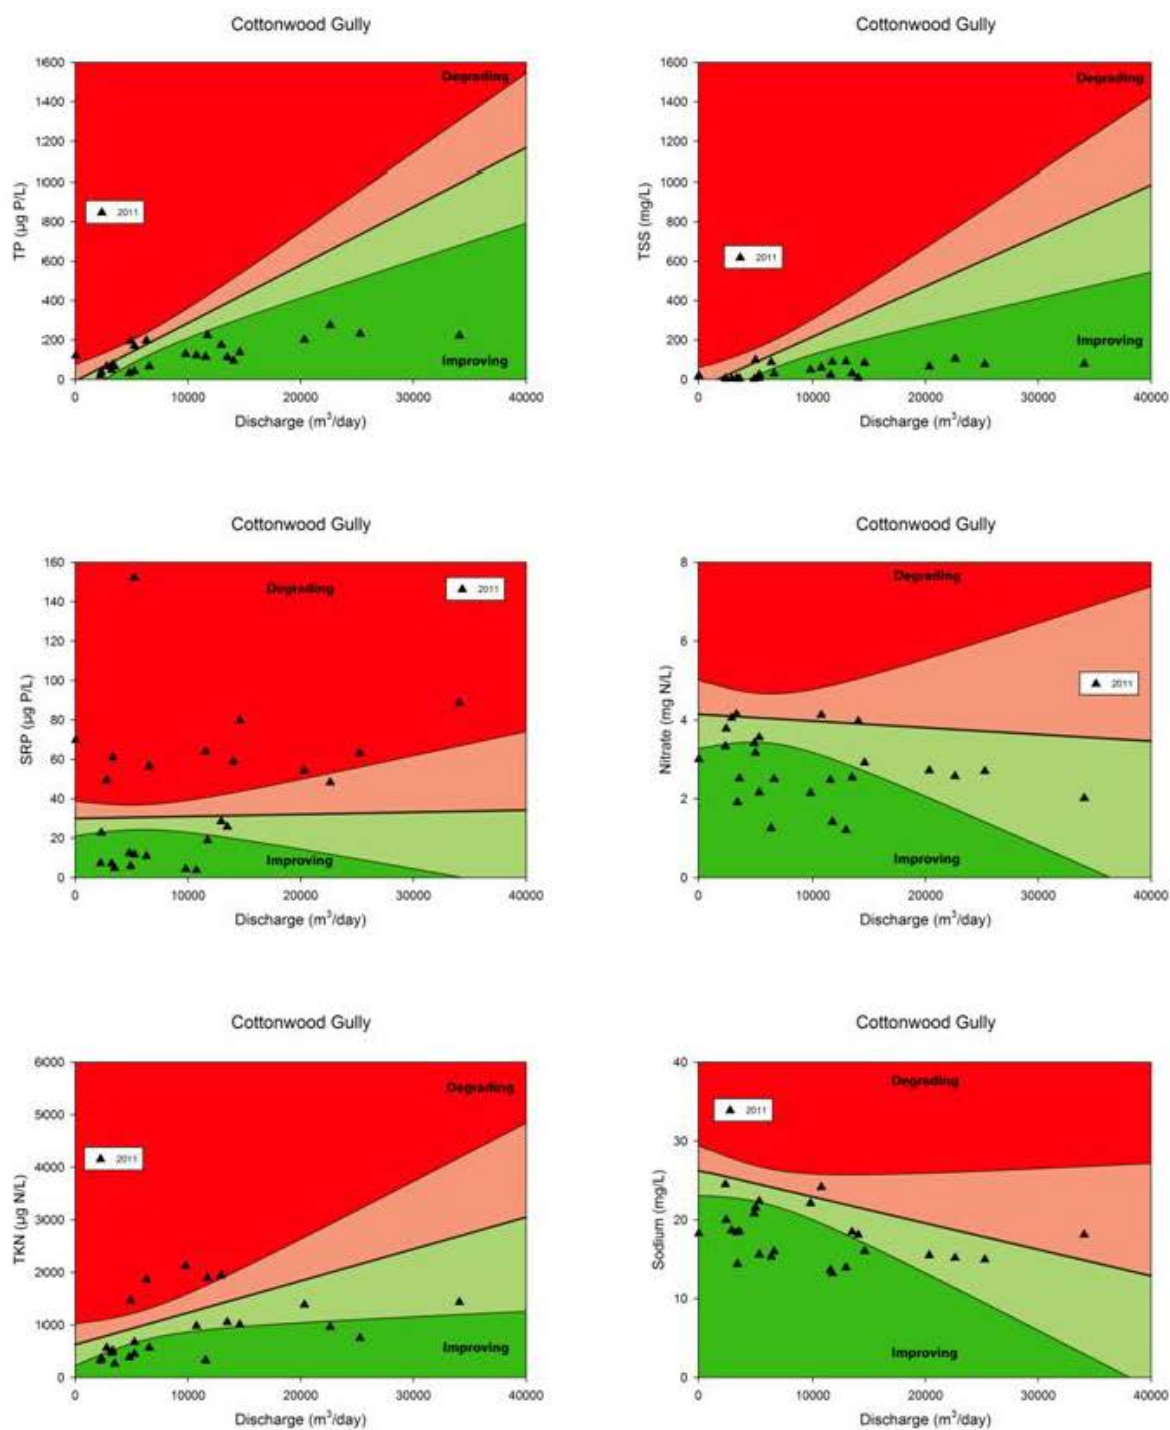 Cottonwood Gully
1600
1400
1200
1000
800
600
400
200
0
TP (µg P/L)
Degrading
▲ 2011
Improving
0 10000 20000 30000 40000
Discharge (m³/day)
Cottonwood Gully
1600
1400
1200
1000
800
600
400
200
0
TSS (mg/L)
Degrading
▲ 2011
Improving
0 10000 20000 30000 40000
Discharge (m³/day)
Cottonwood Gully
160
140
120
100
80
60
40
20
0
SRP (µg P/L)
Degrading
▲ 2011
Improving
0 10000 20000 30000 40000
Discharge (m³/day)
Cottonwood Gully
8
6
4
2
0
Nitrate (mg N/L)
Degrading
▲ 2011
Improving
0 10000 20000 30000 40000
Discharge (m³/day)
Cottonwood Gully
6000
5000
4000
3000
2000
1000
0
TKN (µg N/L)
Degrading
▲ 2011
Improving
0 10000 20000 30000 40000
Discharge (m³/day)
Cottonwood Gully
40
30
20
10
0
Sodium (mg/L)
Degrading
▲ 2011
Improving
0 10000 20000 30000 40000
Discharge (m³/day)